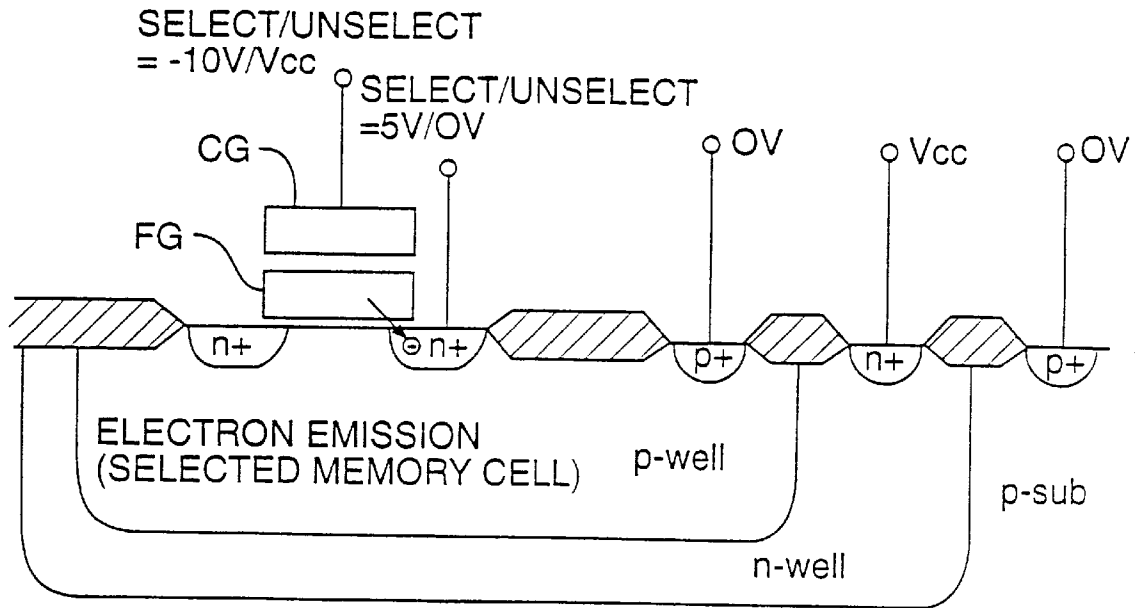 SELECT/UNSELECT
= -10V/Vcc
SELECT/UNSELECT
=5V/OV
CG
FG
OV
Vcc
OV
n+
⊖ n+
p+
n+
p+
ELECTRON EMISSION
(SELECTED MEMORY CELL)
p-well
p-sub
n-well